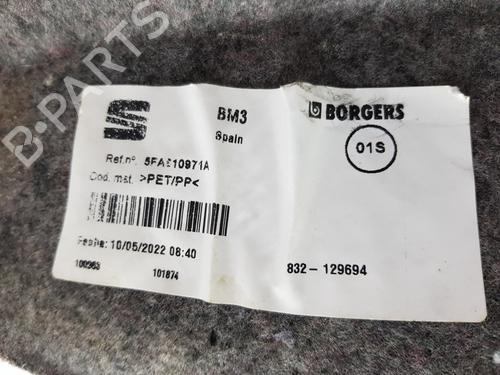 B-PARTS
BM3
Spain
BORGERS
01S
Ref.nº. 5FA810971A
Cod. mat. >PET/PP<
Fecha: 10/05/2022 08:40
100963
101874
832-129694